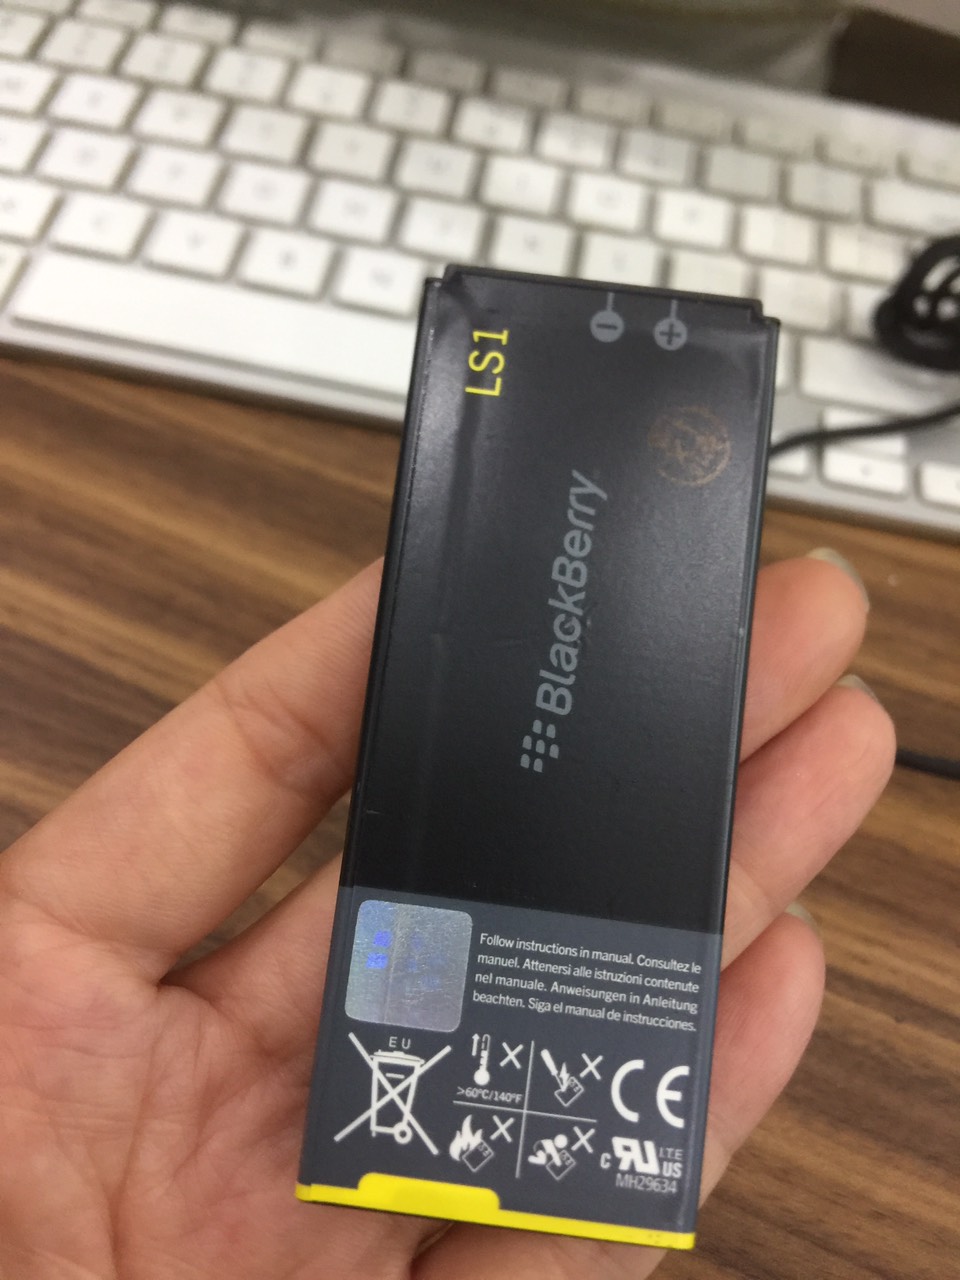 LS1
BlackBerry
Follow instructions in manual. Consultez le
manuel. Attenersi alle istruzioni contenute
nel manuale. Anweisungen in Anleitung
beachten. Siga el manual de instrucciones.
EU
>60°C/140°F
CE
c RU US
I.T.E
MH29634